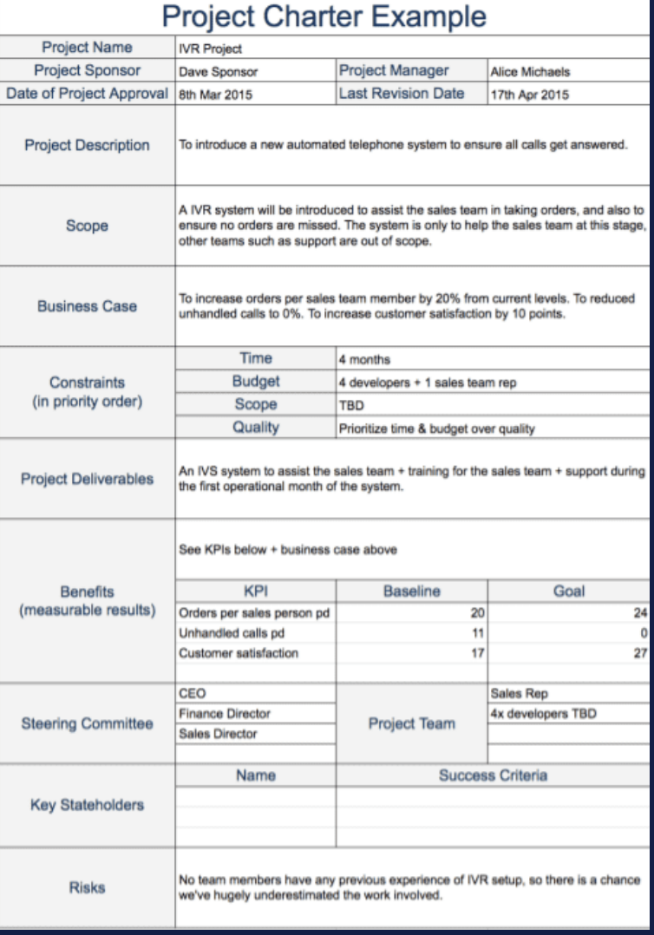 Project Charter Example
Project Name
IVR Project
Project Sponsor
Dave Sponsor
Project Manager
Alice Michaels
Date of Project Approval
8th Mar 2015
Last Revision Date
17th Apr 2015
Project Description
To introduce a new automated telephone system to ensure all calls get answered.
Scope
A IVR system will be introduced to assist the sales team in taking orders, and also to
ensure no orders are missed. The system is only to help the sales team at this stage,
other teams such as support are out of scope.
Business Case
To increase orders per sales team member by 20% from current levels. To reduced
unhandled calls to 0%. To increase customer satisfaction by 10 points.
Constraints
(in priority order)
Time
4 months
Budget
4 developers + 1 sales team rep
Scope
TBD
Quality
Prioritize time & budget over quality
Project Deliverables
An IVS system to assist the sales team + training for the sales team + support during
the first operational month of the system.
Benefits
(measurable results)
See KPIs below + business case above
KPI
Baseline
Goal
Orders per sales person pd
20
24
Unhandled calls pd
11
0
Customer satisfaction
17
27
Steering Committee
CEO
Finance Director
Sales Director
Project Team
Sales Rep
4x developers TBD
Key Stateholders
Name
Success Criteria
Risks
No team members have any previous experience of IVR setup, so there is a chance
we've hugely underestimated the work involved.